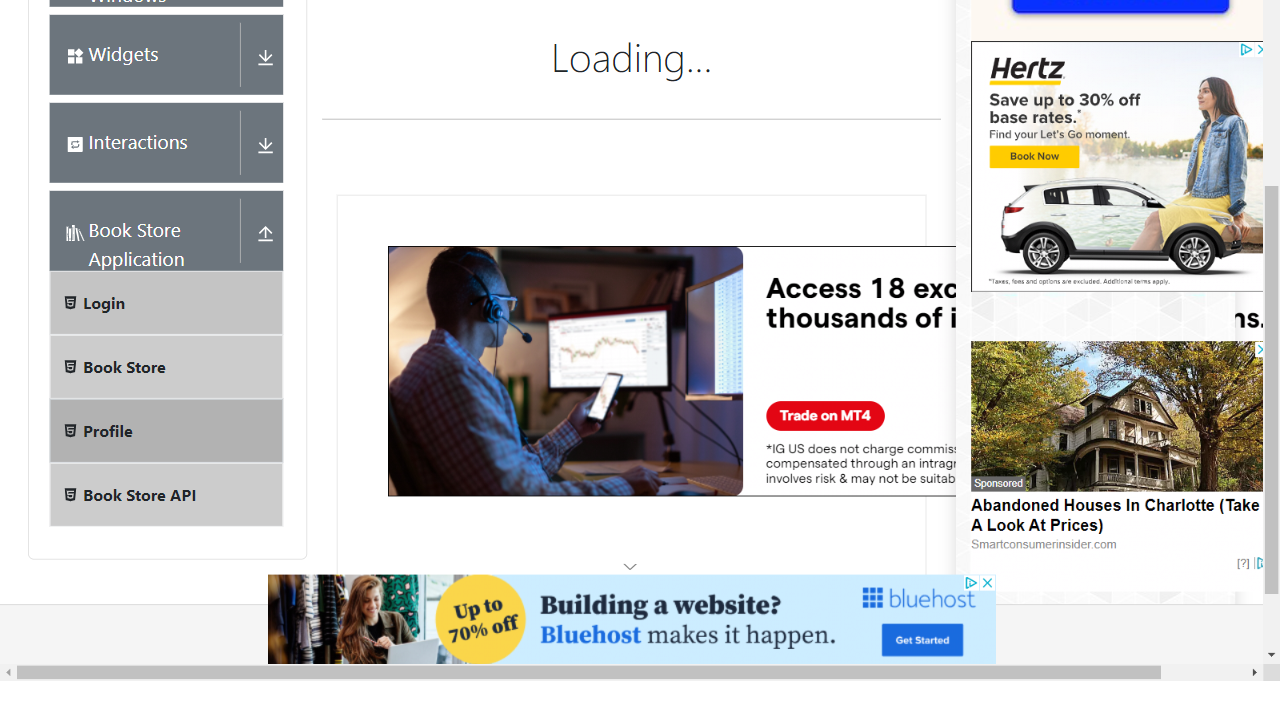 Widgets
Interactions
Book Store
Application
Login
Book Store
Profile
Book Store API
Loading...
Access 18 exc
thousands of i
Trade on MT4
*IG US does not charge commiss
compensated through an intragr
involves risk & may not be suitab
Hertz
Save up to 30% off
base rates.*
Find your Let's Go moment.
Book Now
*Taxes, fees and options are excluded. Additional terms apply.
ns.
Sponsored
Abandoned Houses In Charlotte (Take
A Look At Prices)
Smartconsumerinsider.com
[?]
Up to
70% off
Building a website?
Bluehost makes it happen.
bluehost
Get Started